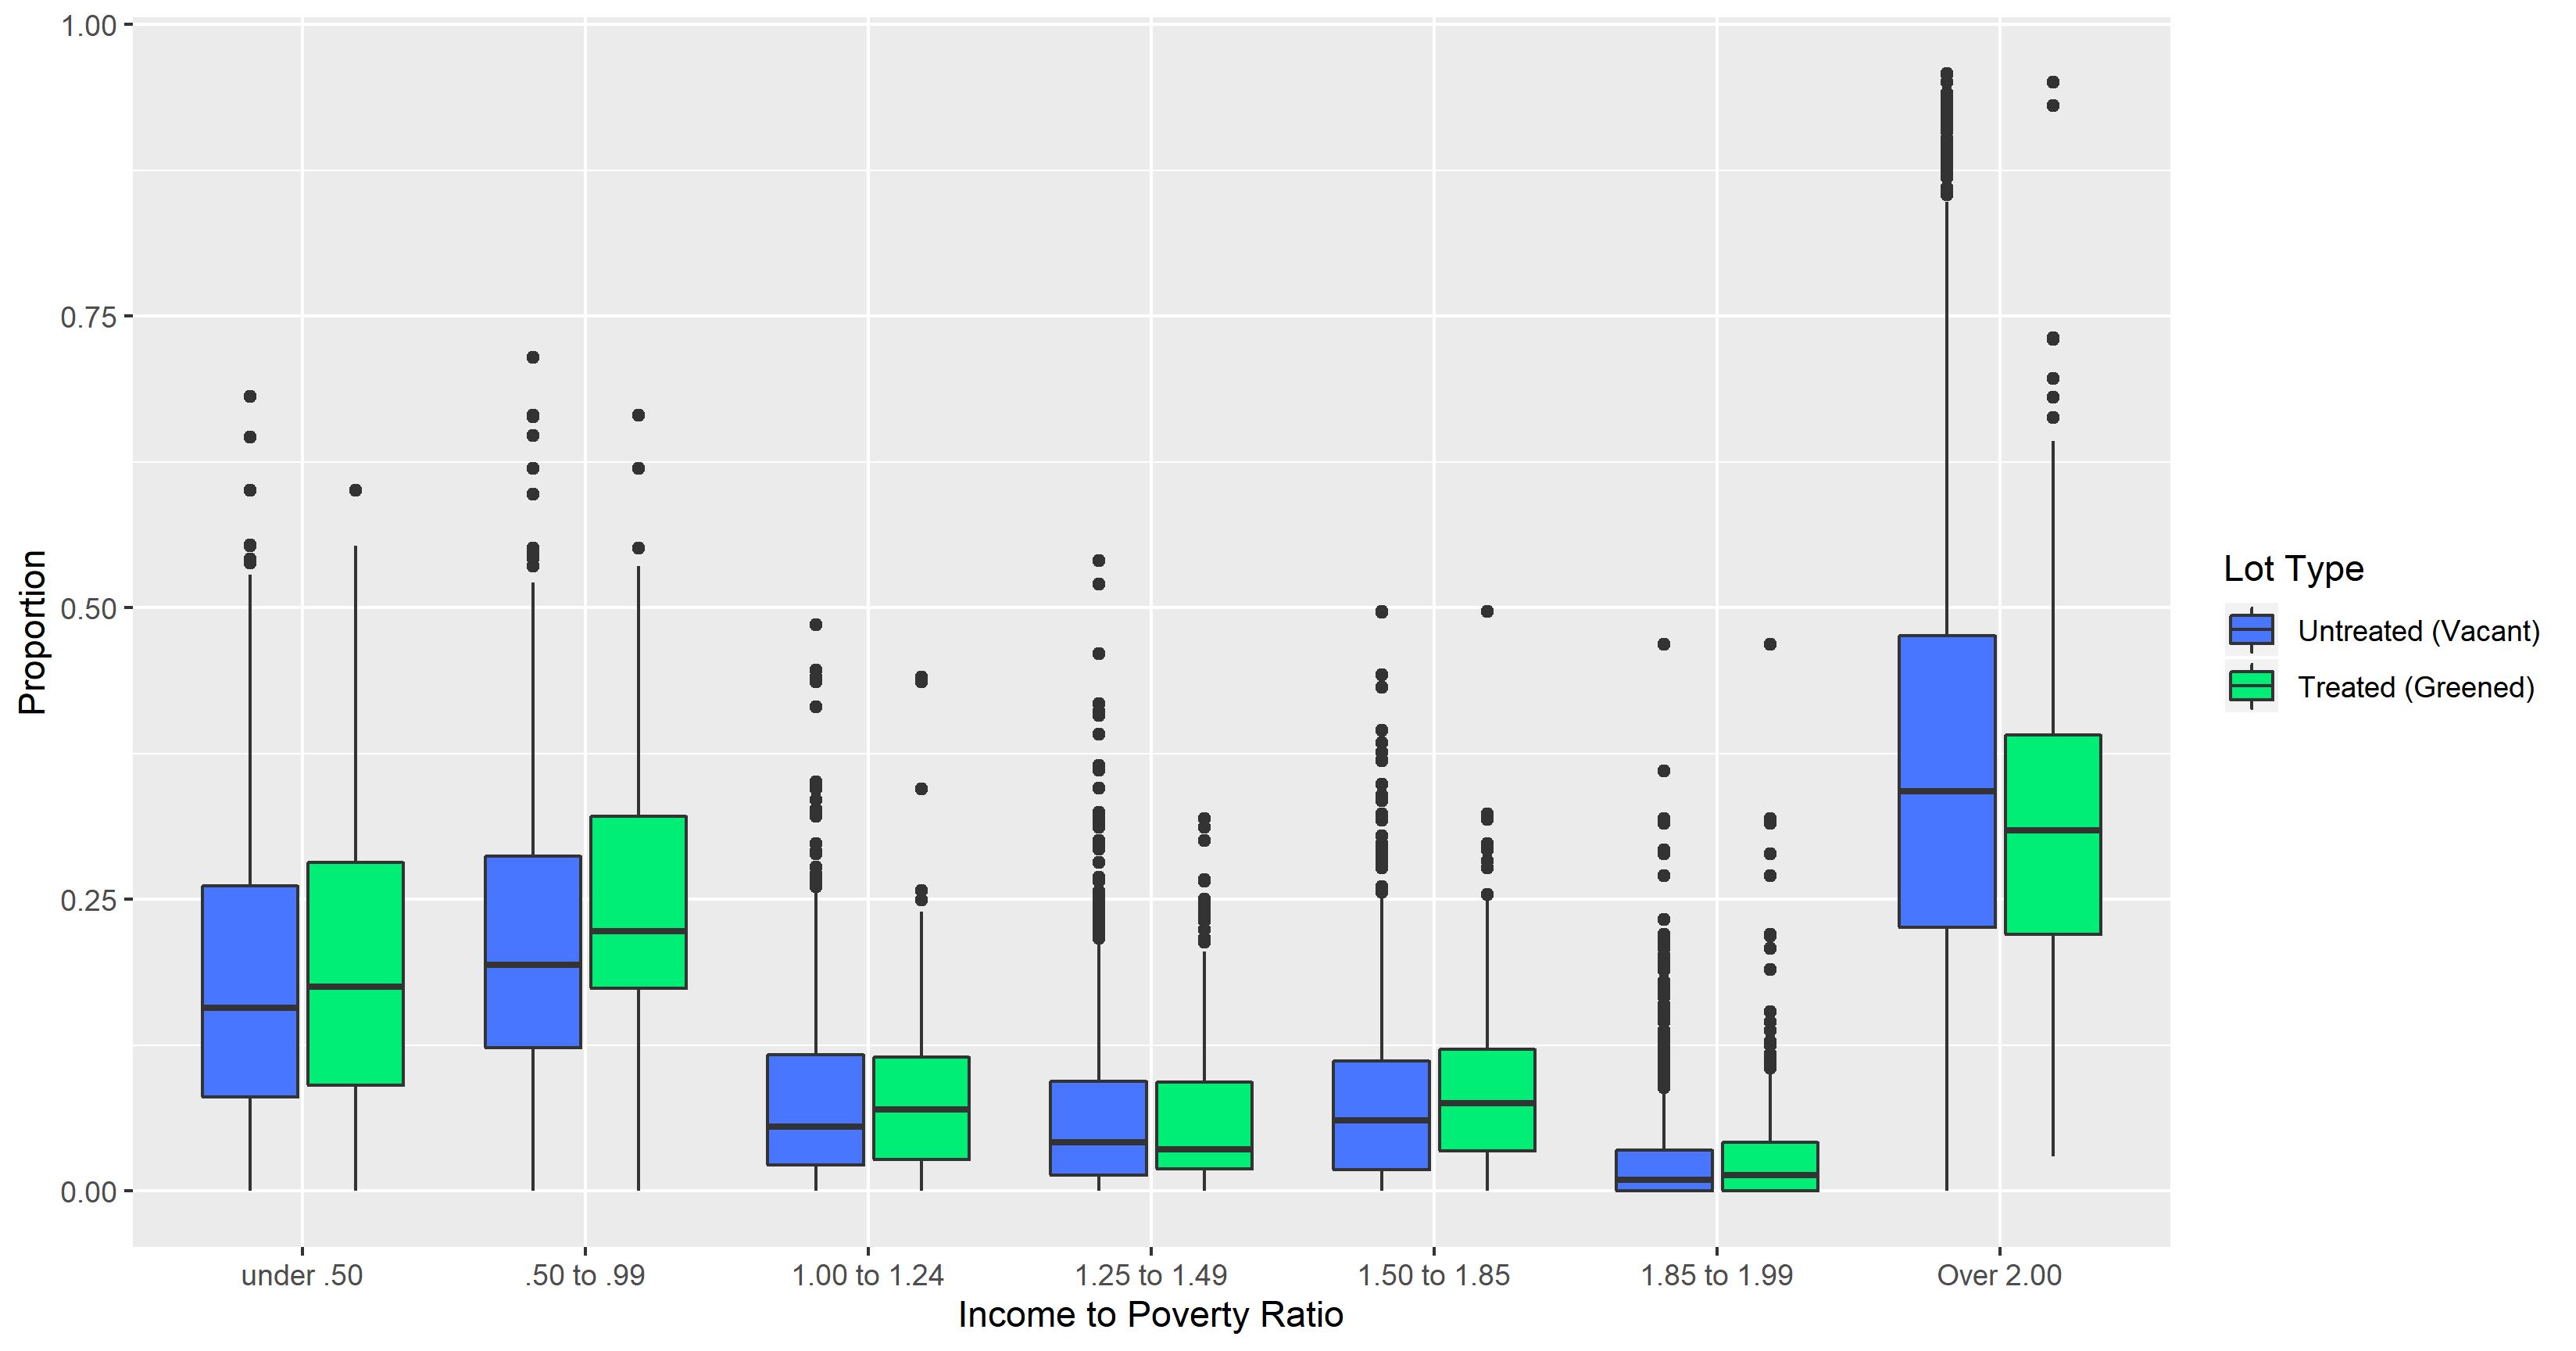 1.00
0.75
0.50
0.25
0.00
Proportion
under .50
.50 to .99
1.00 to 1.24
1.25 to 1.49
1.50 to 1.85
1.85 to 1.99
Over 2.00
Income to Poverty Ratio
Lot Type
Untreated (Vacant)
Treated (Greened)